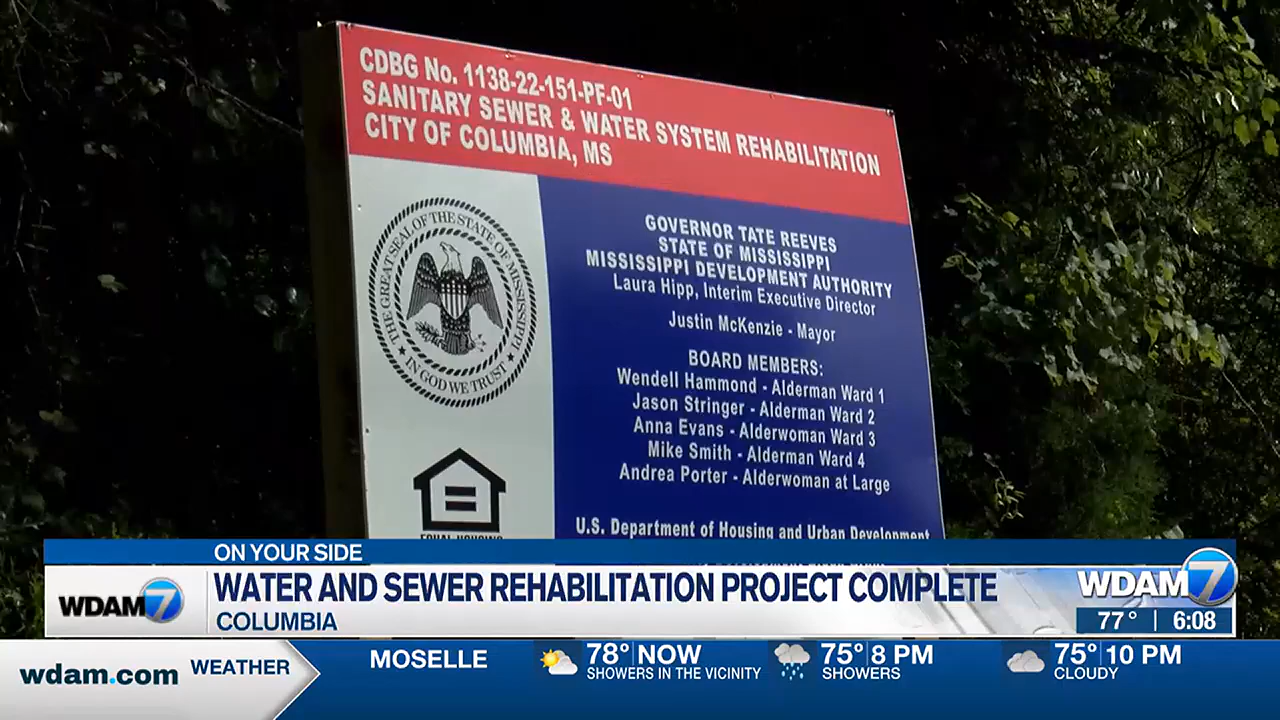 CDBG No. 1138-22-151-PF-01
SANITARY SEWER & WATER SYSTEM REHABILITATION
CITY OF COLUMBIA, MS
THE GREAT SEAL OF THE STATE OF MISSISSIPPI
IN GOD WE TRUST
GOVERNOR TATE REEVES
STATE OF MISSISSIPPI
MISSISSIPPI DEVELOPMENT AUTHORITY
Laura Hipp, Interim Executive Director
Justin McKenzie - Mayor
BOARD MEMBERS:
Wendell Hammond - Alderman Ward 1
Jason Stringer - Alderman Ward 2
Anna Evans - Alderwoman Ward 3
Mike Smith - Alderman Ward 4
Andrea Porter - Alderwoman at Large
U.S. Department of Housing and Urban Development
EQUAL HOUSING
ON YOUR SIDE
WDAM 7
WATER AND SEWER REHABILITATION PROJECT COMPLETE
COLUMBIA
WDAM 7
77° | 6:08
wdam.com WEATHER
MOSELLE
78° NOW
SHOWERS IN THE VICINITY
75° 8 PM
SHOWERS
75° 10 PM
CLOUDY